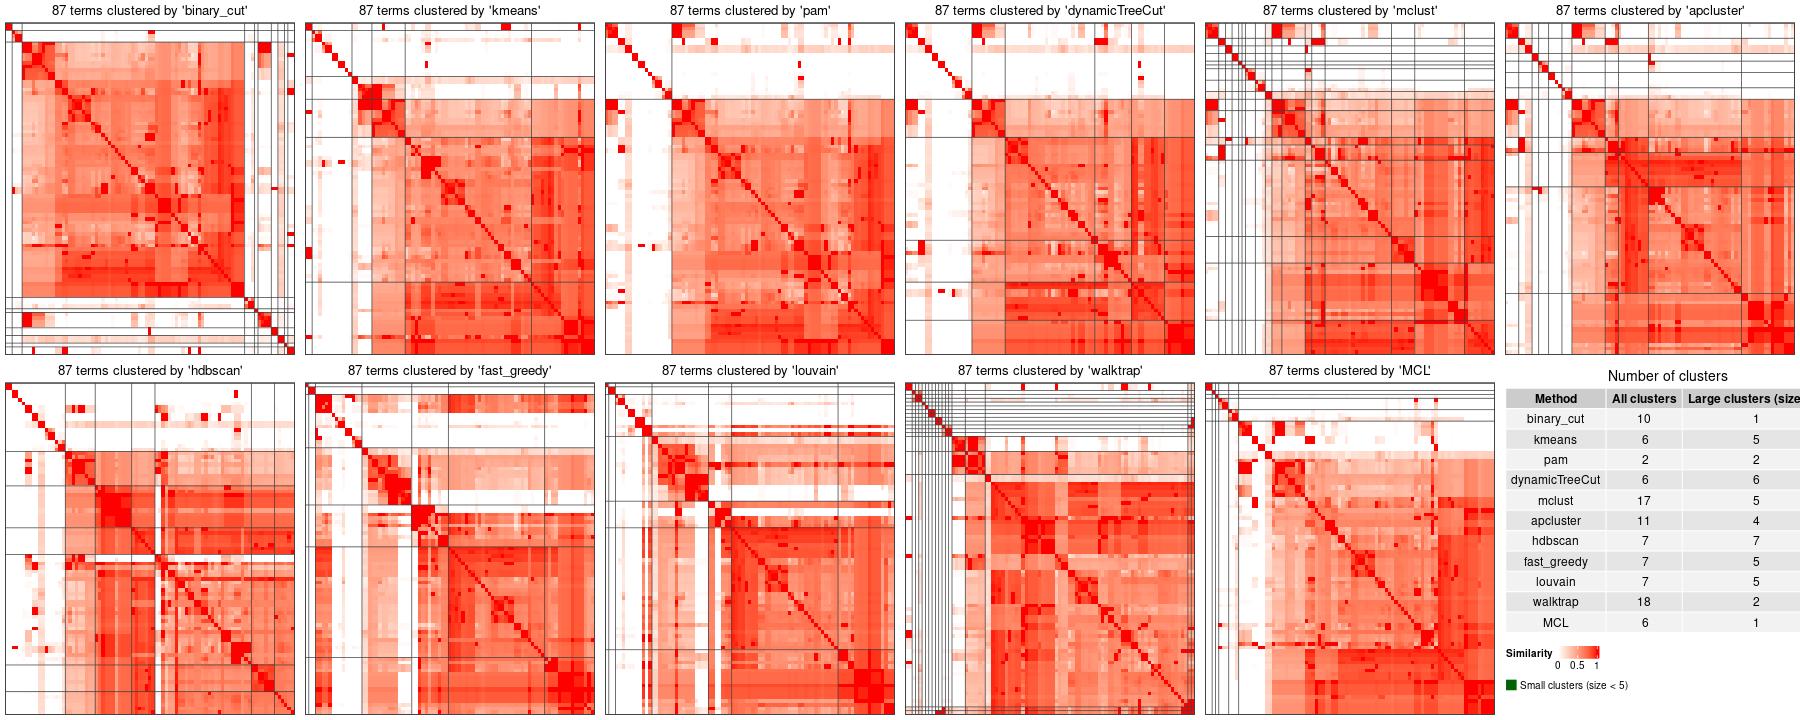 87 terms clustered by 'binary_cut'
87 terms clustered by 'kmeans'
87 terms clustered by 'pam'
87 terms clustered by 'dynamicTreeCut'
87 terms clustered by 'mclust'
87 terms clustered by 'apcluster'
87 terms clustered by 'hdbscan'
87 terms clustered by 'fast_greedy'
87 terms clustered by 'louvain'
87 terms clustered by 'walktrap'
87 terms clustered by 'MCL'
Number of clusters
Method All clusters Large clusters (size
binary_cut 10 1
kmeans 6 5
pam 2 2
dynamicTreeCut 6 6
mclust 17 5
apcluster 11 4
hdbscan 7 7
fast_greedy 7 5
louvain 7 5
walktrap 18 2
MCL 6 1
Similarity
0 0.5 1
Small clusters (size < 5)